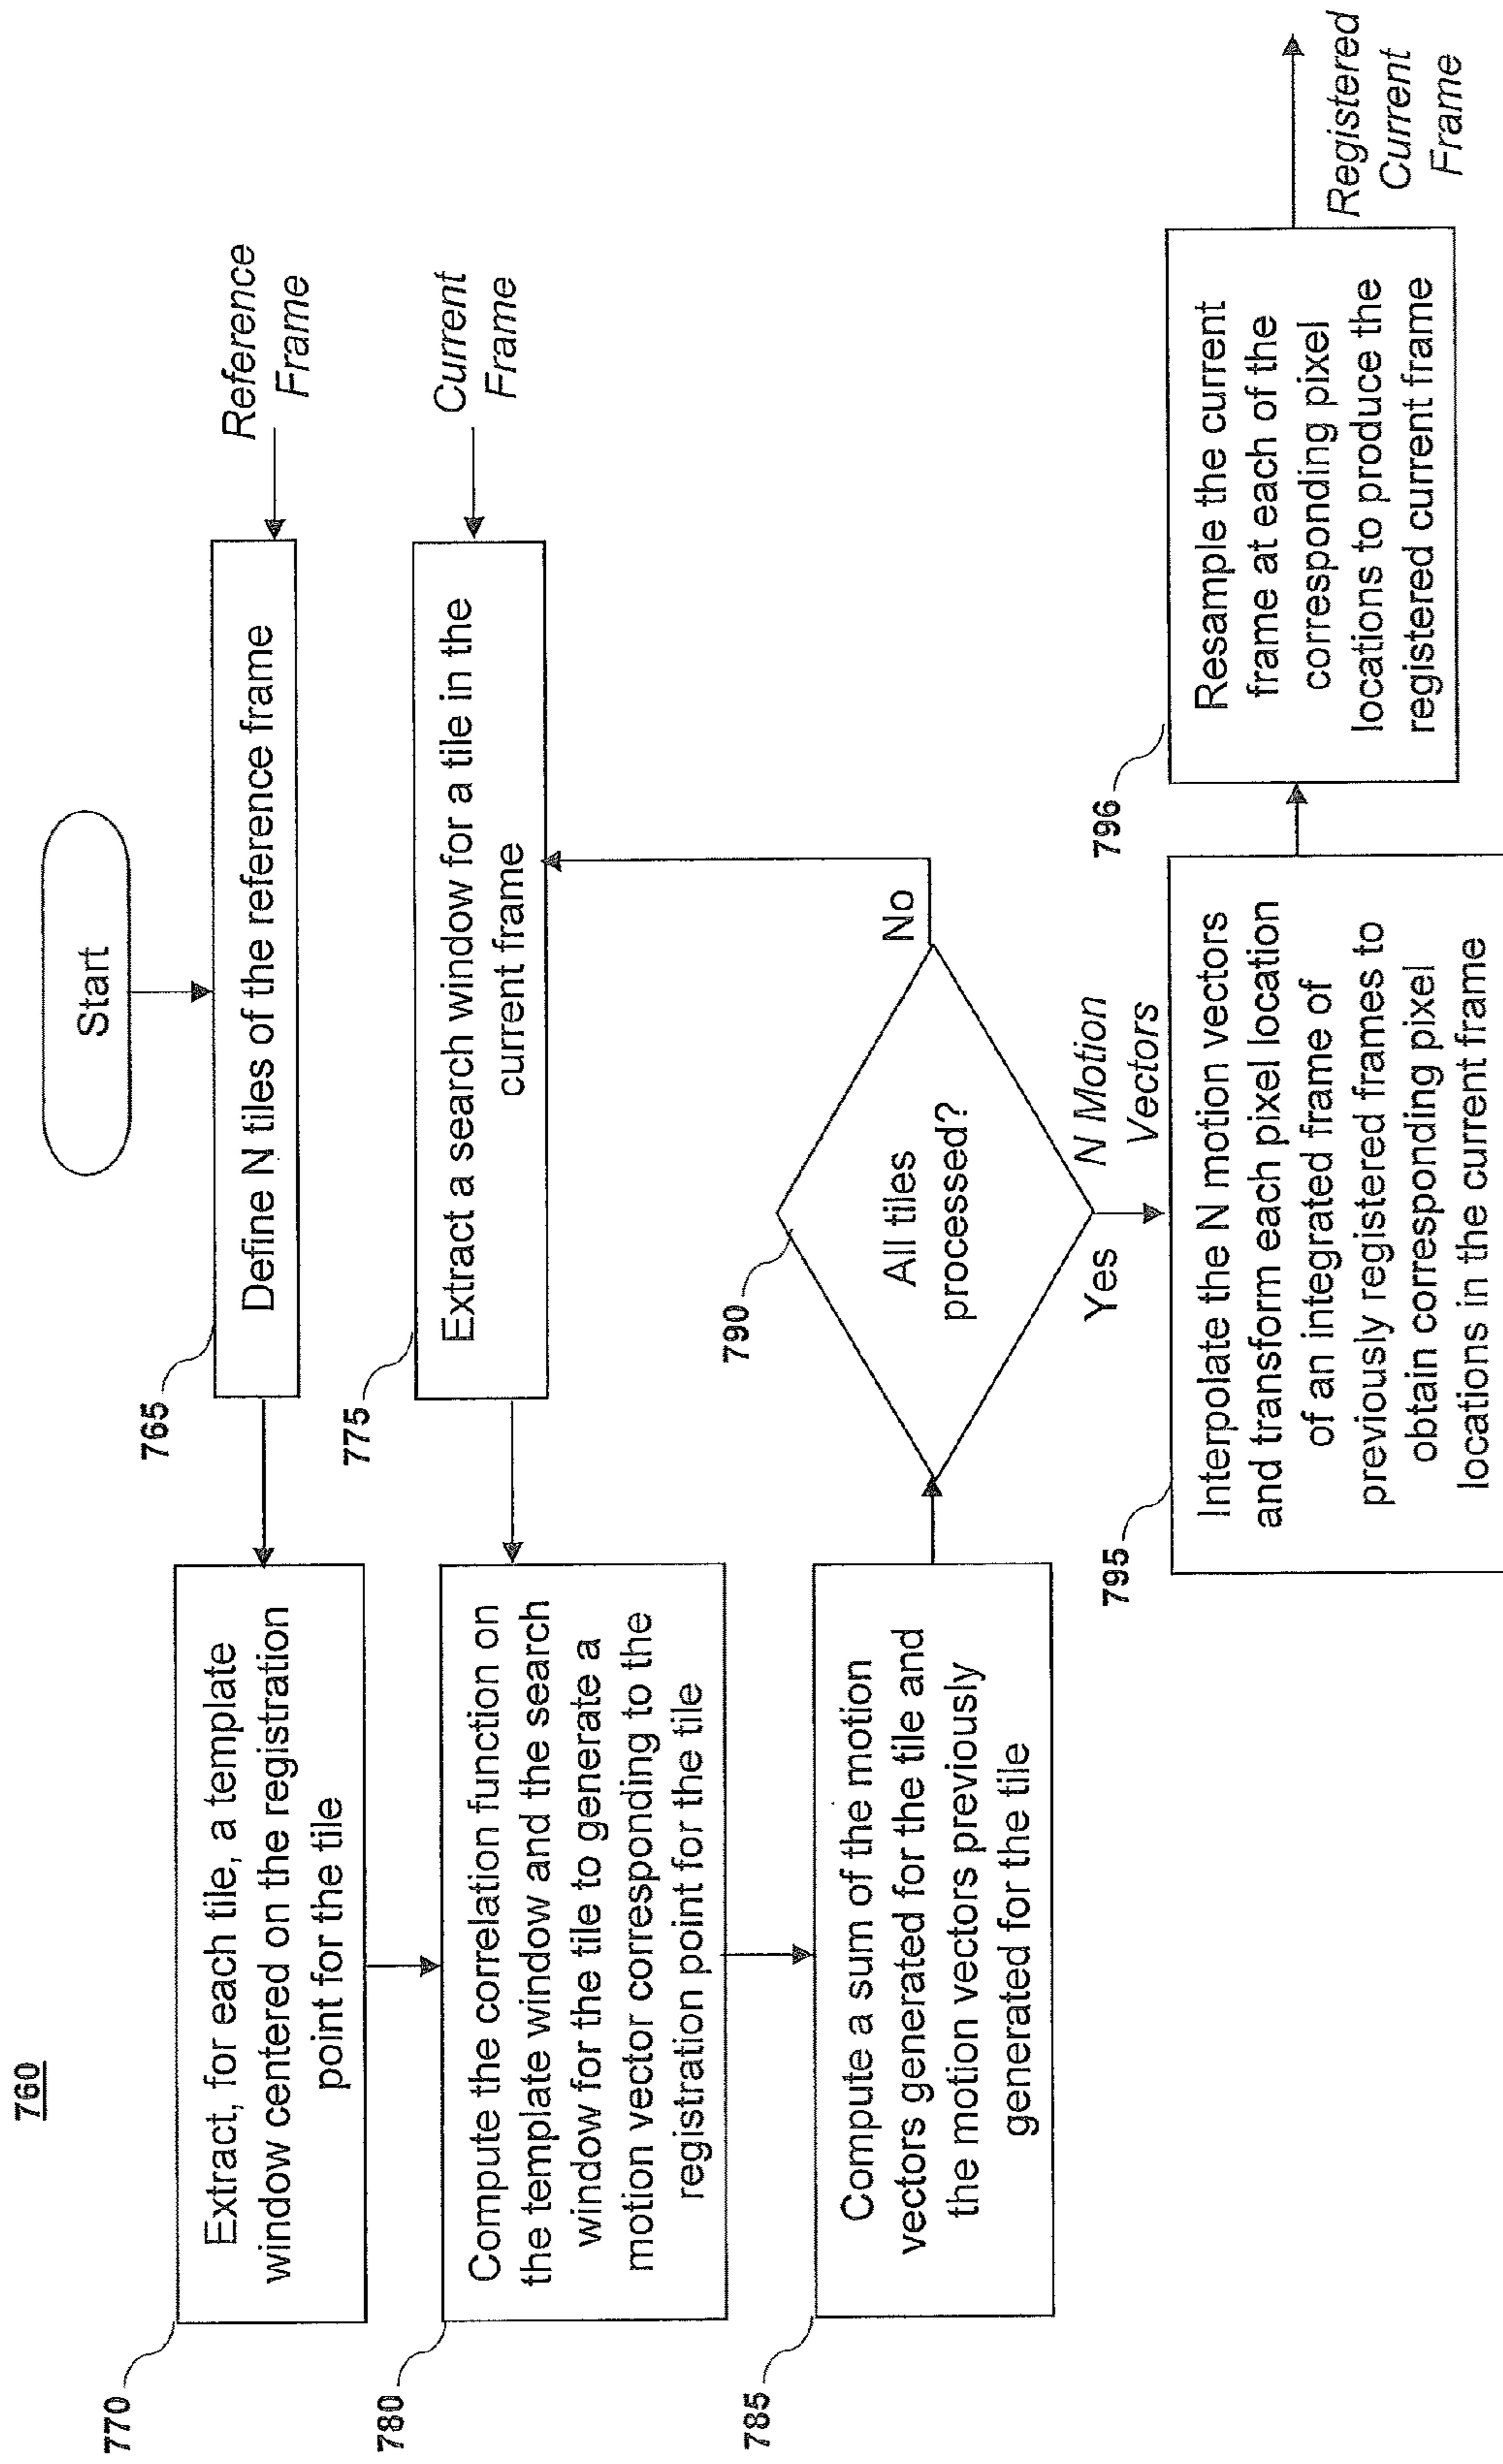 760
Start
Reference
Frame
765
Define N tiles of the reference frame
770
Extract, for each tile, a template
window centered on the registration
point for the tile
Current
Frame
775
Extract a search window for a tile in the
current frame
780
Compute the correlation function on
the template window and the search
window for the tile to generate a
motion vector corresponding to the
registration point for the tile
785
Compute a sum of the motion
vectors generated for the tile and
the motion vectors previously
generated for the tile
790
All tiles
processed?
No
Yes
N Motion
Vectors
795
Interpolate the N motion vectors
and transform each pixel location
of an integrated frame of
previously registered frames to
obtain corresponding pixel
locations in the current frame
796
Resample the current
frame at each of the
corresponding pixel
locations to produce the
registered current frame
Registered
Current
Frame